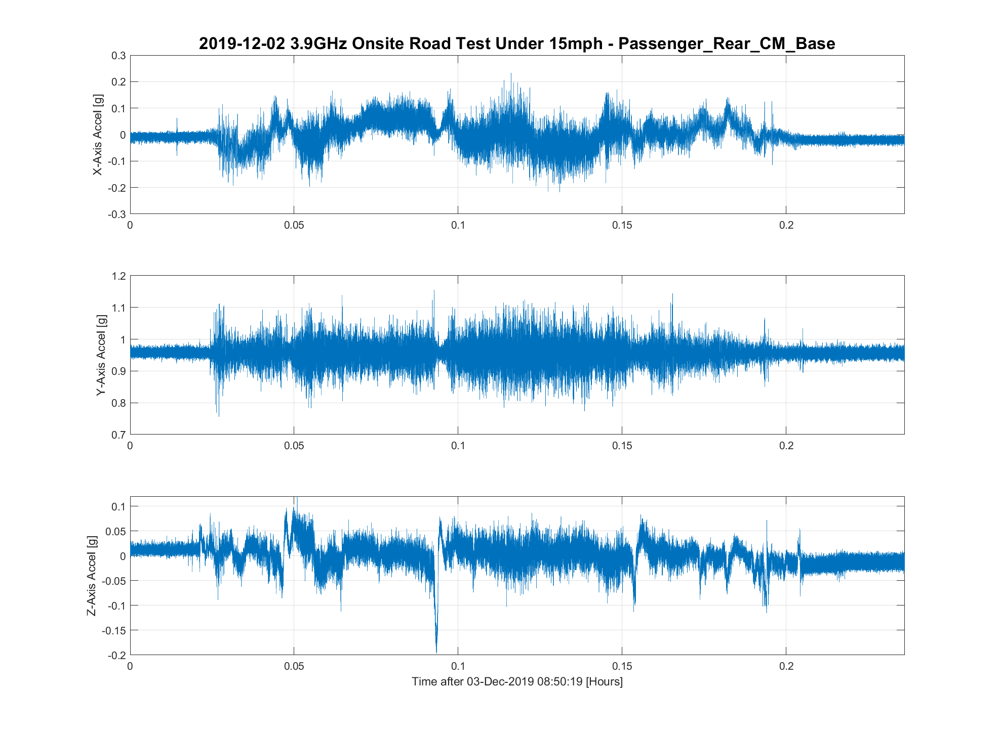 2019-12-02 3.9GHz Onsite Road Test Under 15mph - Passenger_Rear_CM_Base
0.3
0.2
0.1
0
-0.1
-0.2
-0.3
X-Axis Accel [g]
0 0.05 0.1 0.15 0.2
1.2
1.1
1
0.9
0.8
0.7
Y-Axis Accel [g]
0 0.05 0.1 0.15 0.2
0.1
0.05
0
-0.05
-0.1
-0.15
-0.2
Z-Axis Accel [g]
0 0.05 0.1 0.15 0.2
Time after 03-Dec-2019 08:50:19 [Hours]